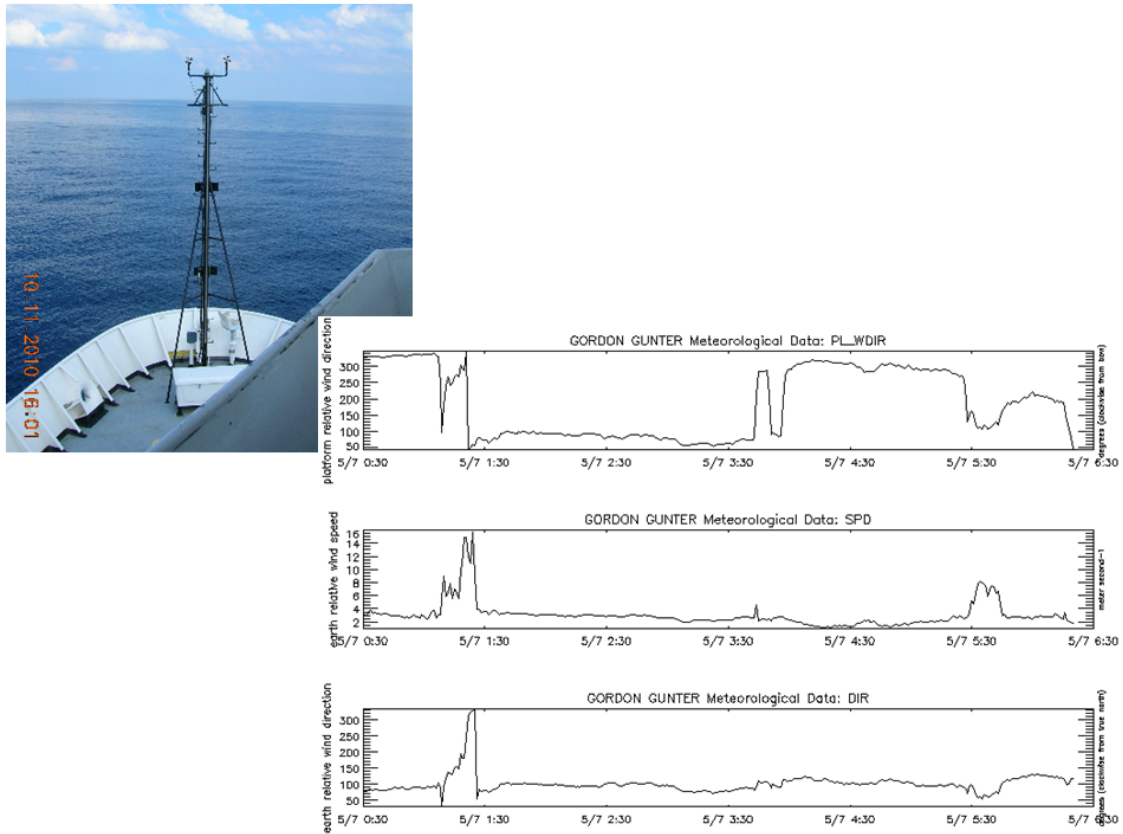 10.11.2010 16:01
GORDON GUNTER Meteorological Data: PL_WDIR
platform relative wind direction
300
250
200
150
100
50
degrees (clockwise from bow)
5/7 0:30 5/7 1:30 5/7 2:30 5/7 3:30 5/7 4:30 5/7 5:30 5/7 6:30
GORDON GUNTER Meteorological Data: SPD
earth relative wind speed
16
14
12
10
8
6
4
2
meter second-1
5/7 0:30 5/7 1:30 5/7 2:30 5/7 3:30 5/7 4:30 5/7 5:30 5/7 6:30
GORDON GUNTER Meteorological Data: DIR
earth relative wind direction
300
250
200
150
100
50
degrees (clockwise from true north)
5/7 0:30 5/7 1:30 5/7 2:30 5/7 3:30 5/7 4:30 5/7 5:30 5/7 6:30